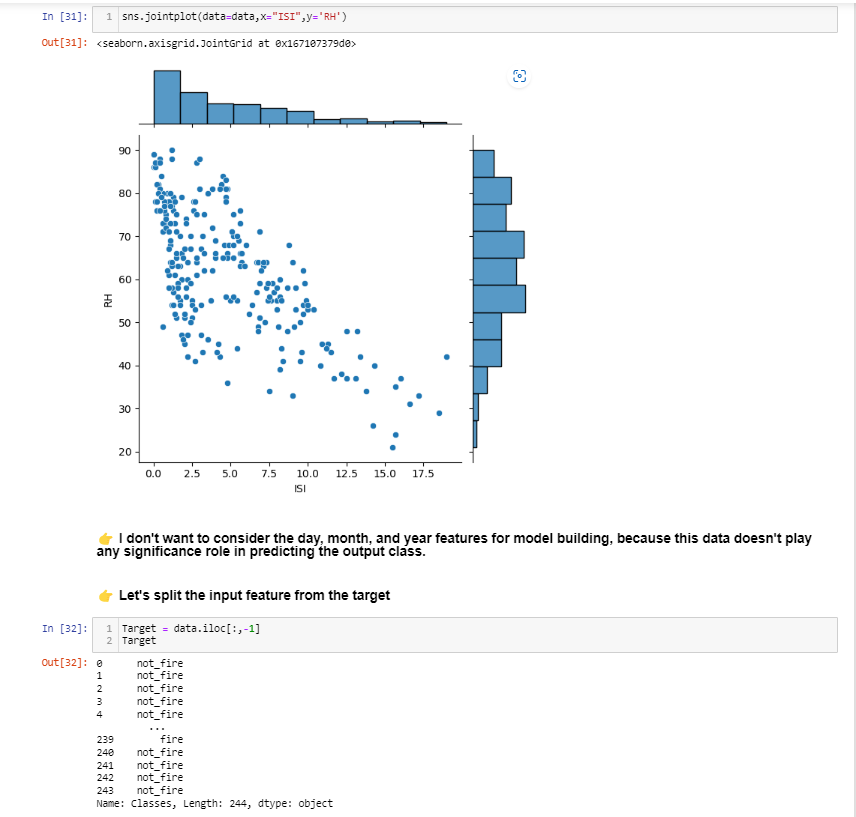 In [31]: 1 sns.jointplot(data=data,x="ISI",y='RH')
Out[31]: <seaborn.axisgrid.JointGrid at 0x167107379d0>
90
80
70
60
50
40
30
20
RH
0.0 2.5 5.0 7.5 10.0 12.5 15.0 17.5
ISI
👉 I don't want to consider the day, month, and year features for model building, because this data doesn't play
any significance role in predicting the output class.
👉 Let's split the input feature from the target
In [32]: 1 Target = data.iloc[:,-1]
2 Target
Out[32]: 0 not_fire
1 not_fire
2 not_fire
3 not_fire
4 not_fire
...
239 fire
240 not_fire
241 not_fire
242 not_fire
243 not_fire
Name: Classes, Length: 244, dtype: object